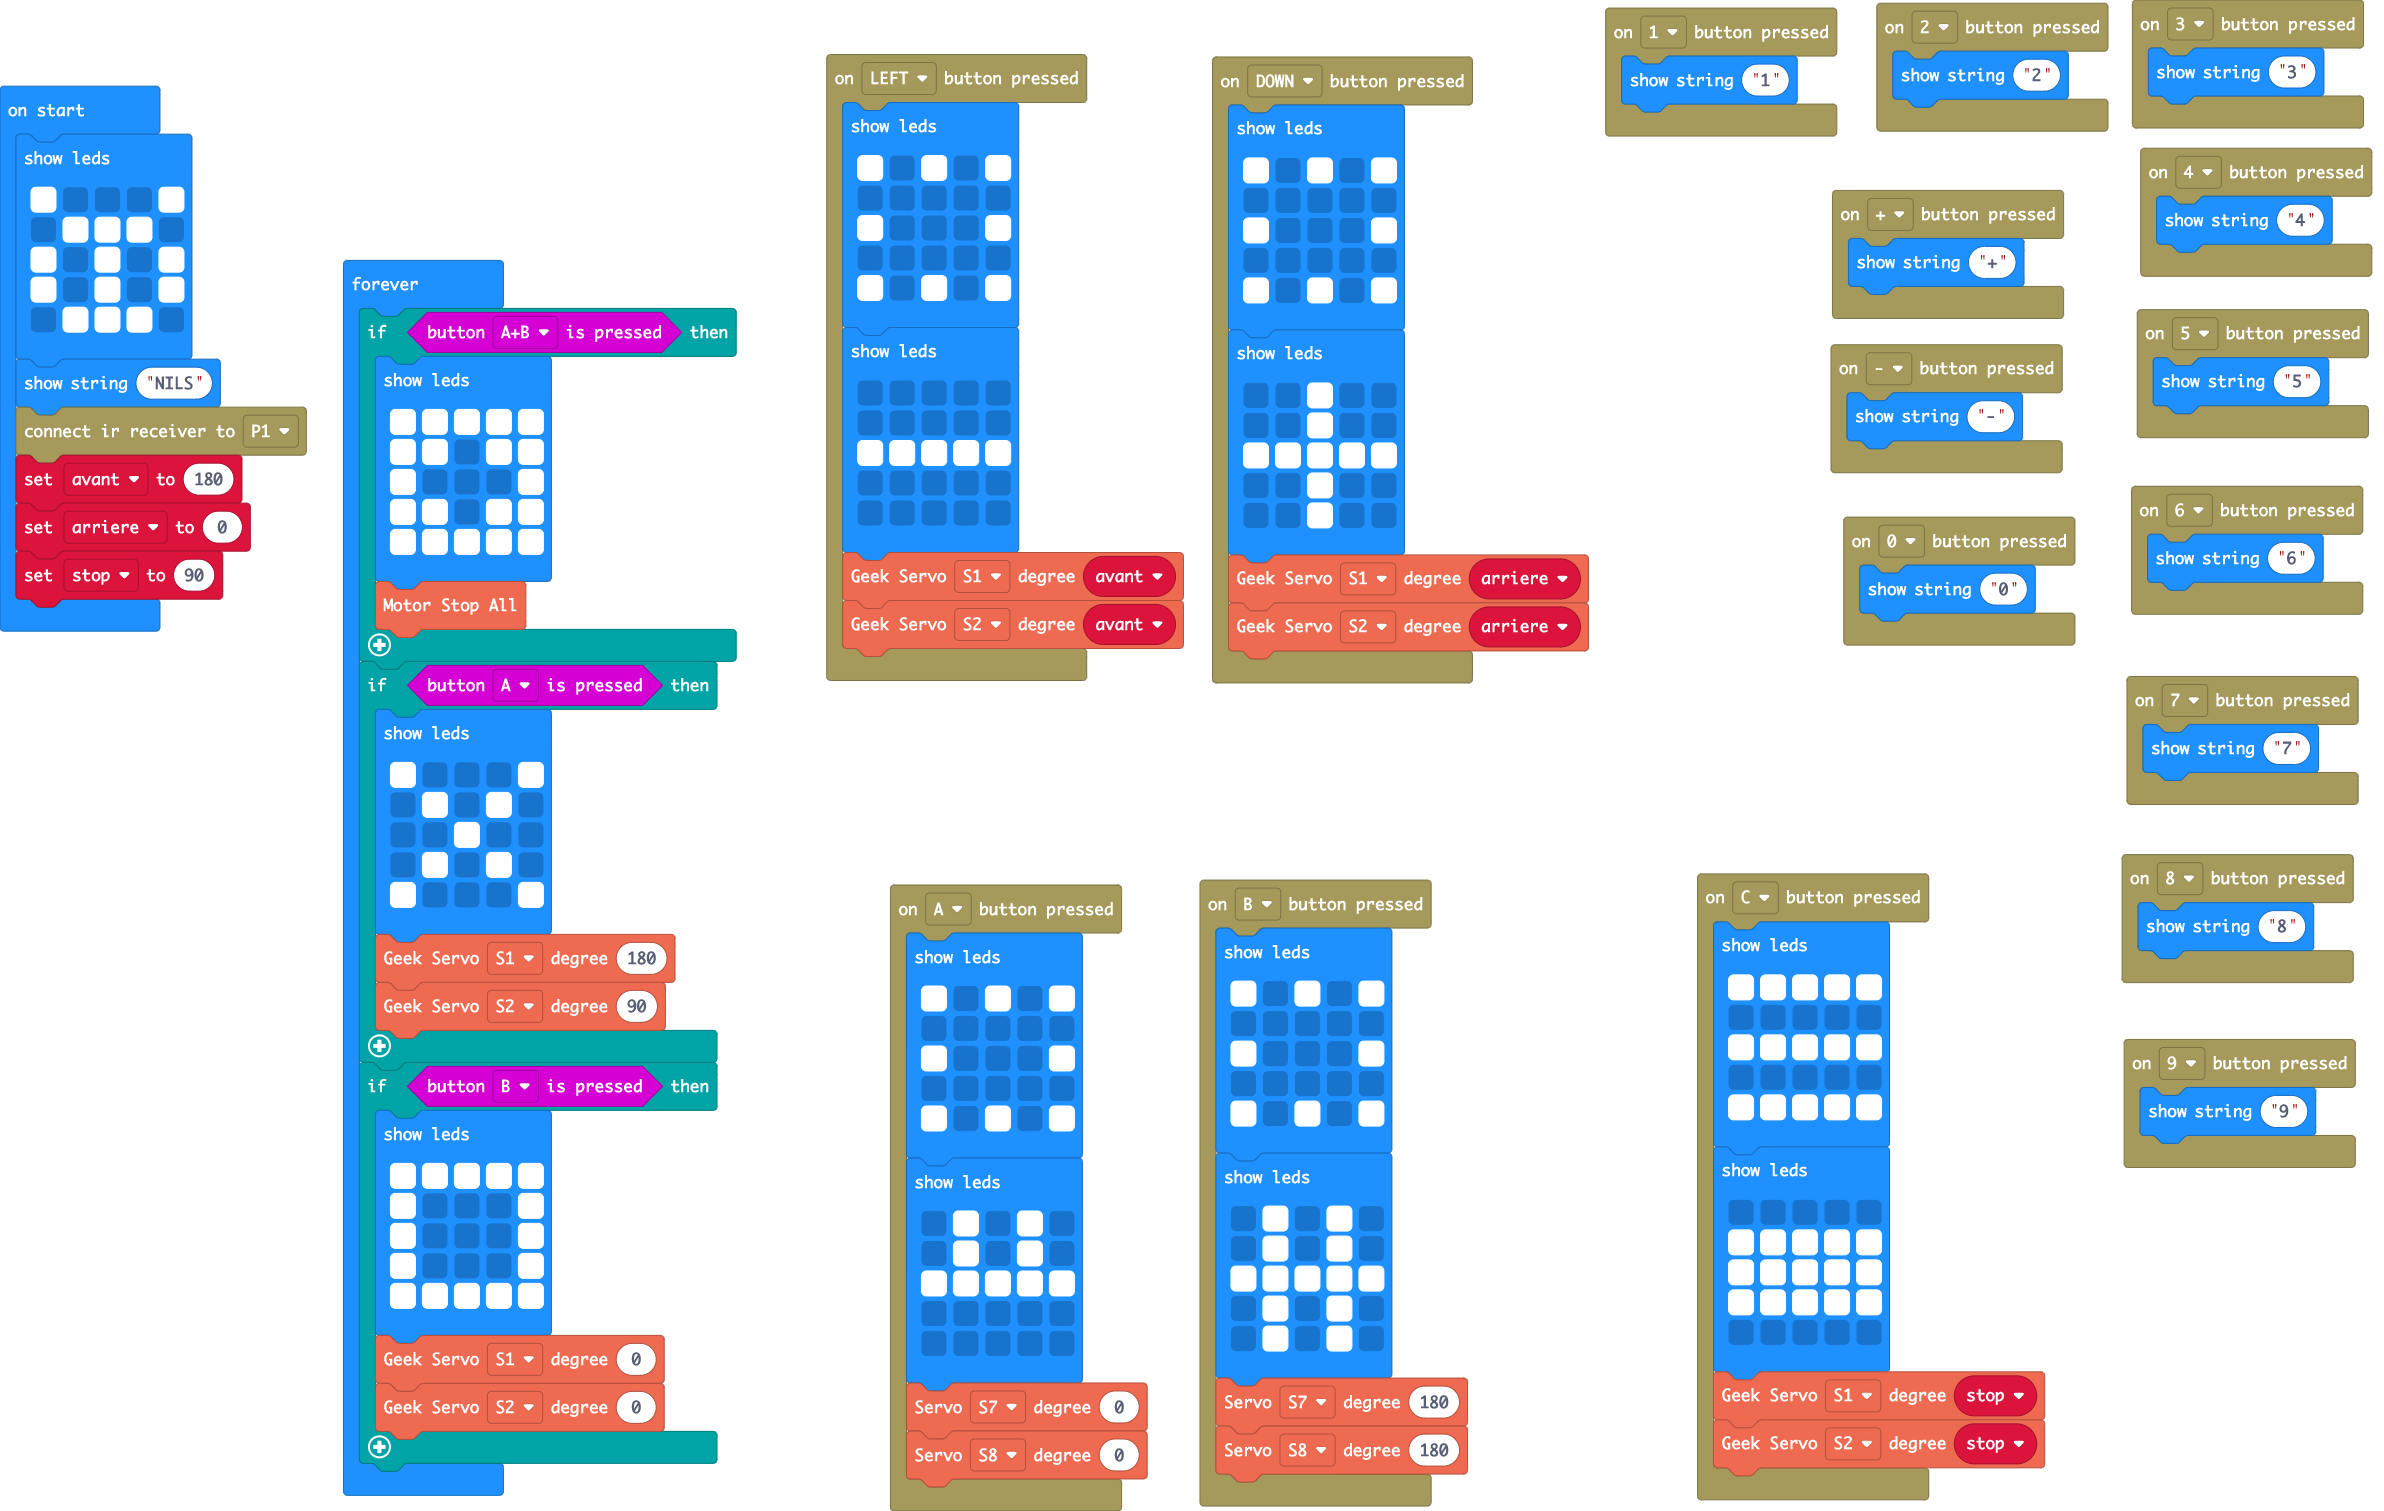 on start
show leds
show string "NILS"
connect ir receiver to P1
set avant to 180
set arriere to 0
set stop to 90
forever
if button A+B is pressed then
show leds
Motor Stop All
if button A is pressed then
show leds
Geek Servo S1 degree 180
Geek Servo S2 degree 90
if button B is pressed then
show leds
Geek Servo S1 degree 0
Geek Servo S2 degree 0
on LEFT button pressed
show leds
show leds
Geek Servo S1 degree avant
Geek Servo S2 degree avant
on DOWN button pressed
show leds
show leds
Geek Servo S1 degree arriere
Geek Servo S2 degree arriere
on A button pressed
show leds
show leds
Servo S7 degree 0
Servo S8 degree 0
on B button pressed
show leds
show leds
Servo S7 degree 180
Servo S8 degree 180
on C button pressed
show leds
show leds
Geek Servo S1 degree stop
Geek Servo S2 degree stop
on 1 button pressed
show string "1"
on 2 button pressed
show string "2"
on 3 button pressed
show string "3"
on + button pressed
show string "+"
on - button pressed
show string "-"
on 0 button pressed
show string "0"
on 4 button pressed
show string "4"
on 5 button pressed
show string "5"
on 6 button pressed
show string "6"
on 7 button pressed
show string "7"
on 8 button pressed
show string "8"
on 9 button pressed
show string "9"